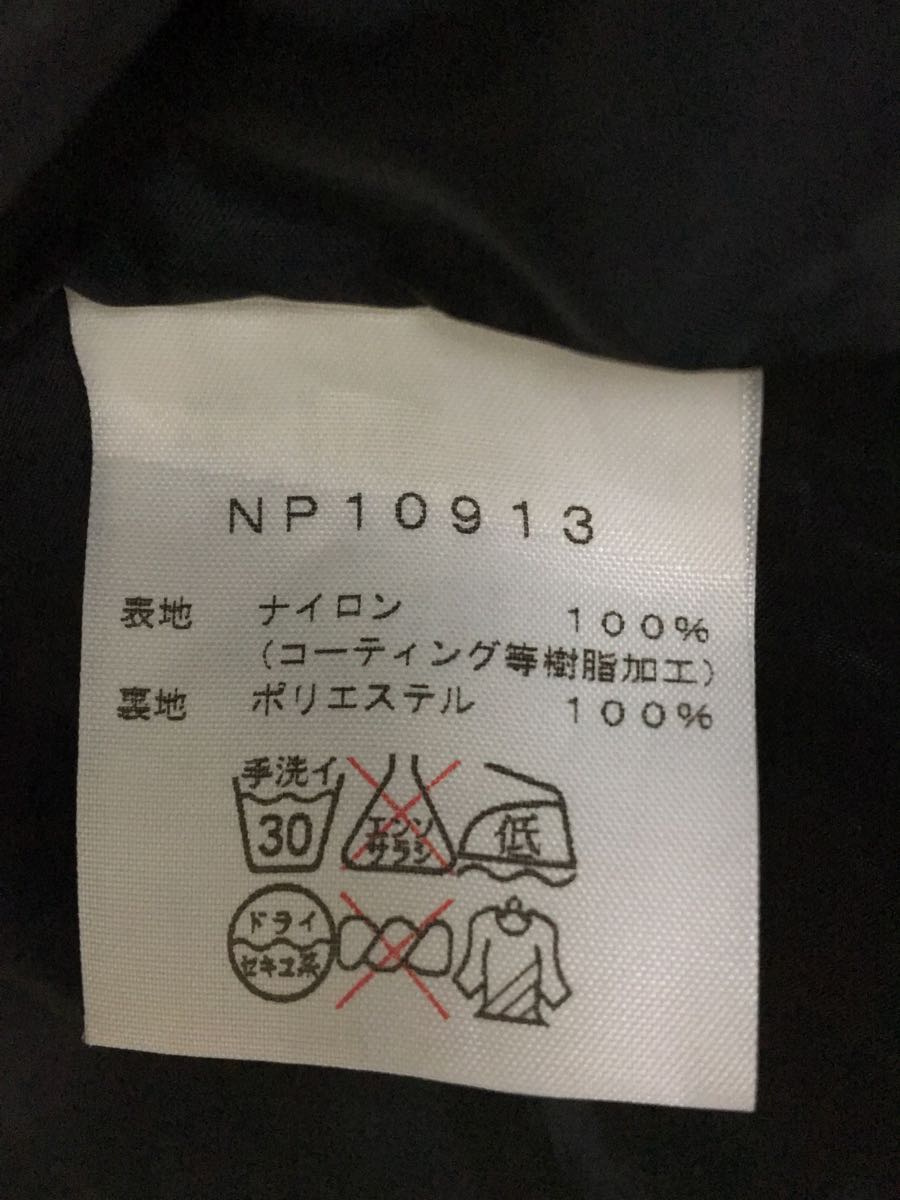 NP10913
表地 ナイロン 100%
(コーティング等樹脂加工)
裏地 ポリエステル 100%
手洗イ
30
エンソ
サラシ
低
ドライ
セキユ系